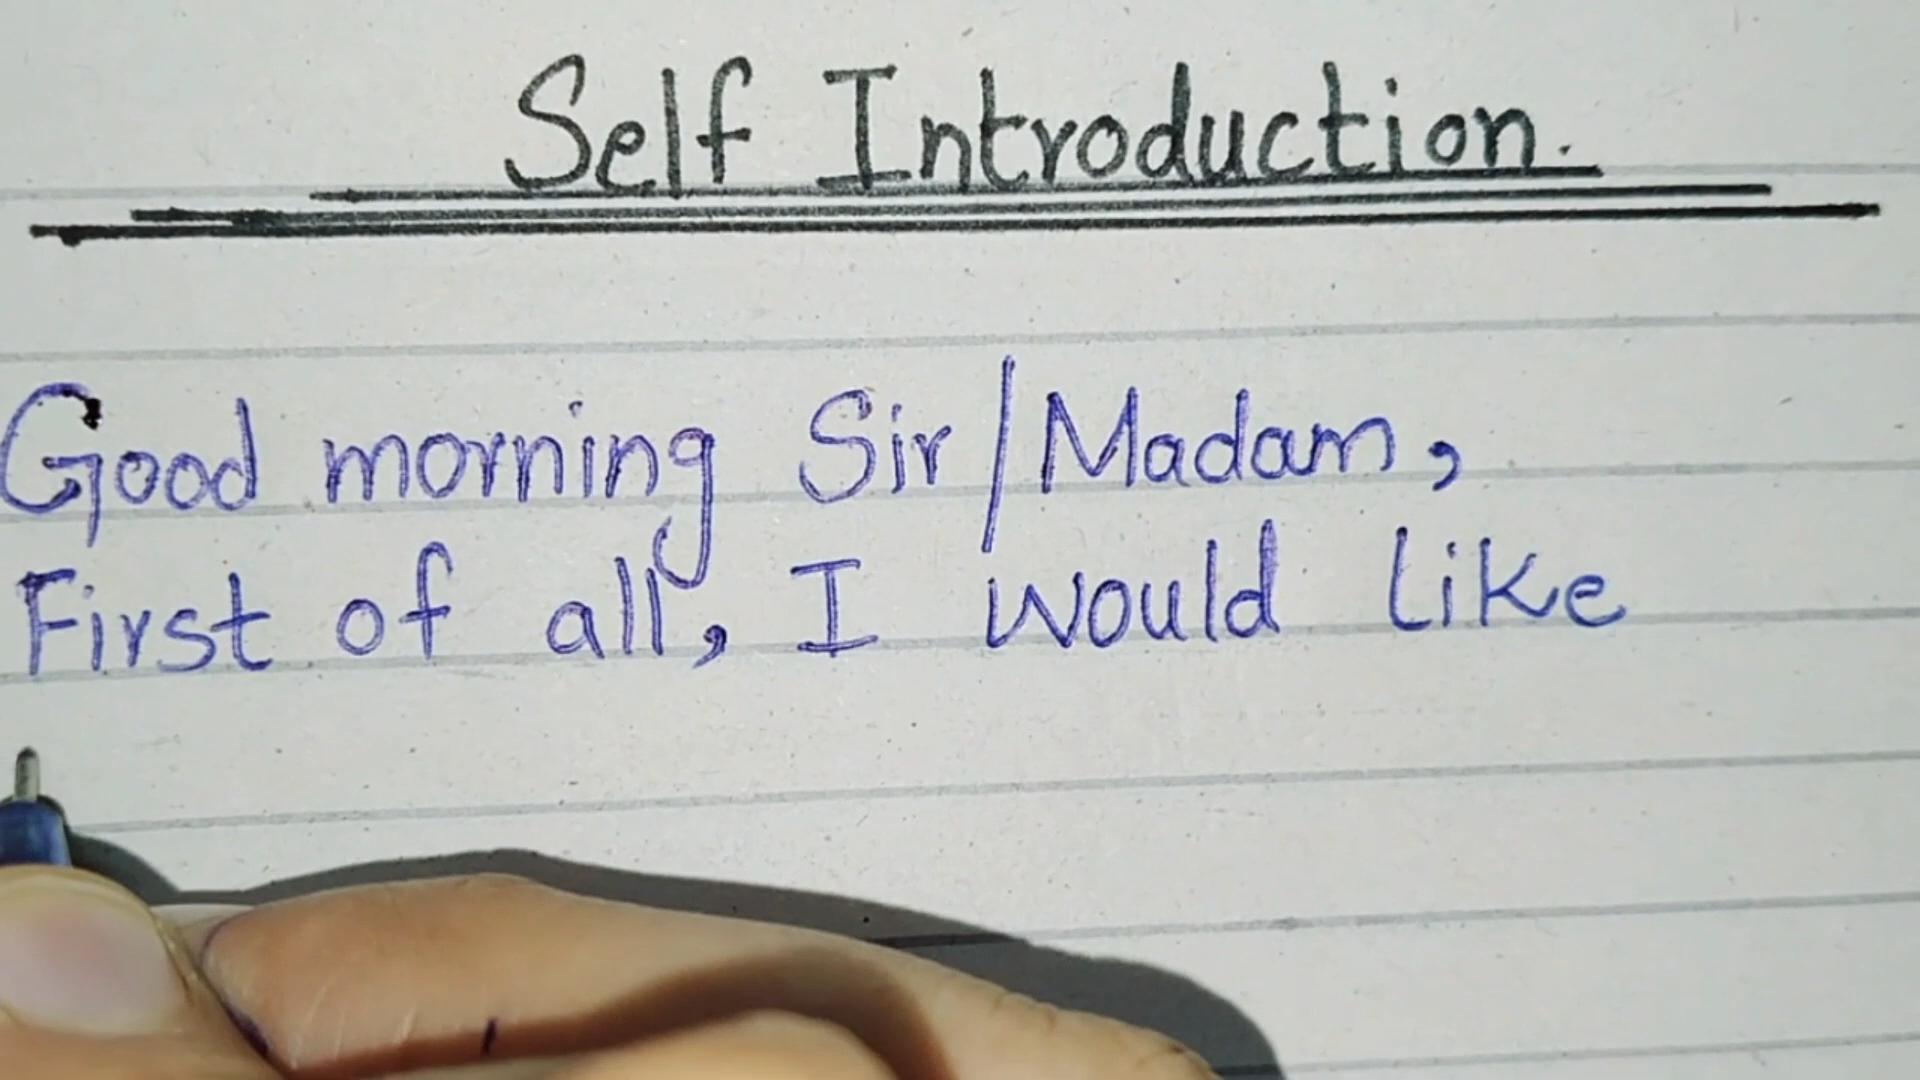 Self Introduction.
Good morning Sir/Madam,
First of all, I would like